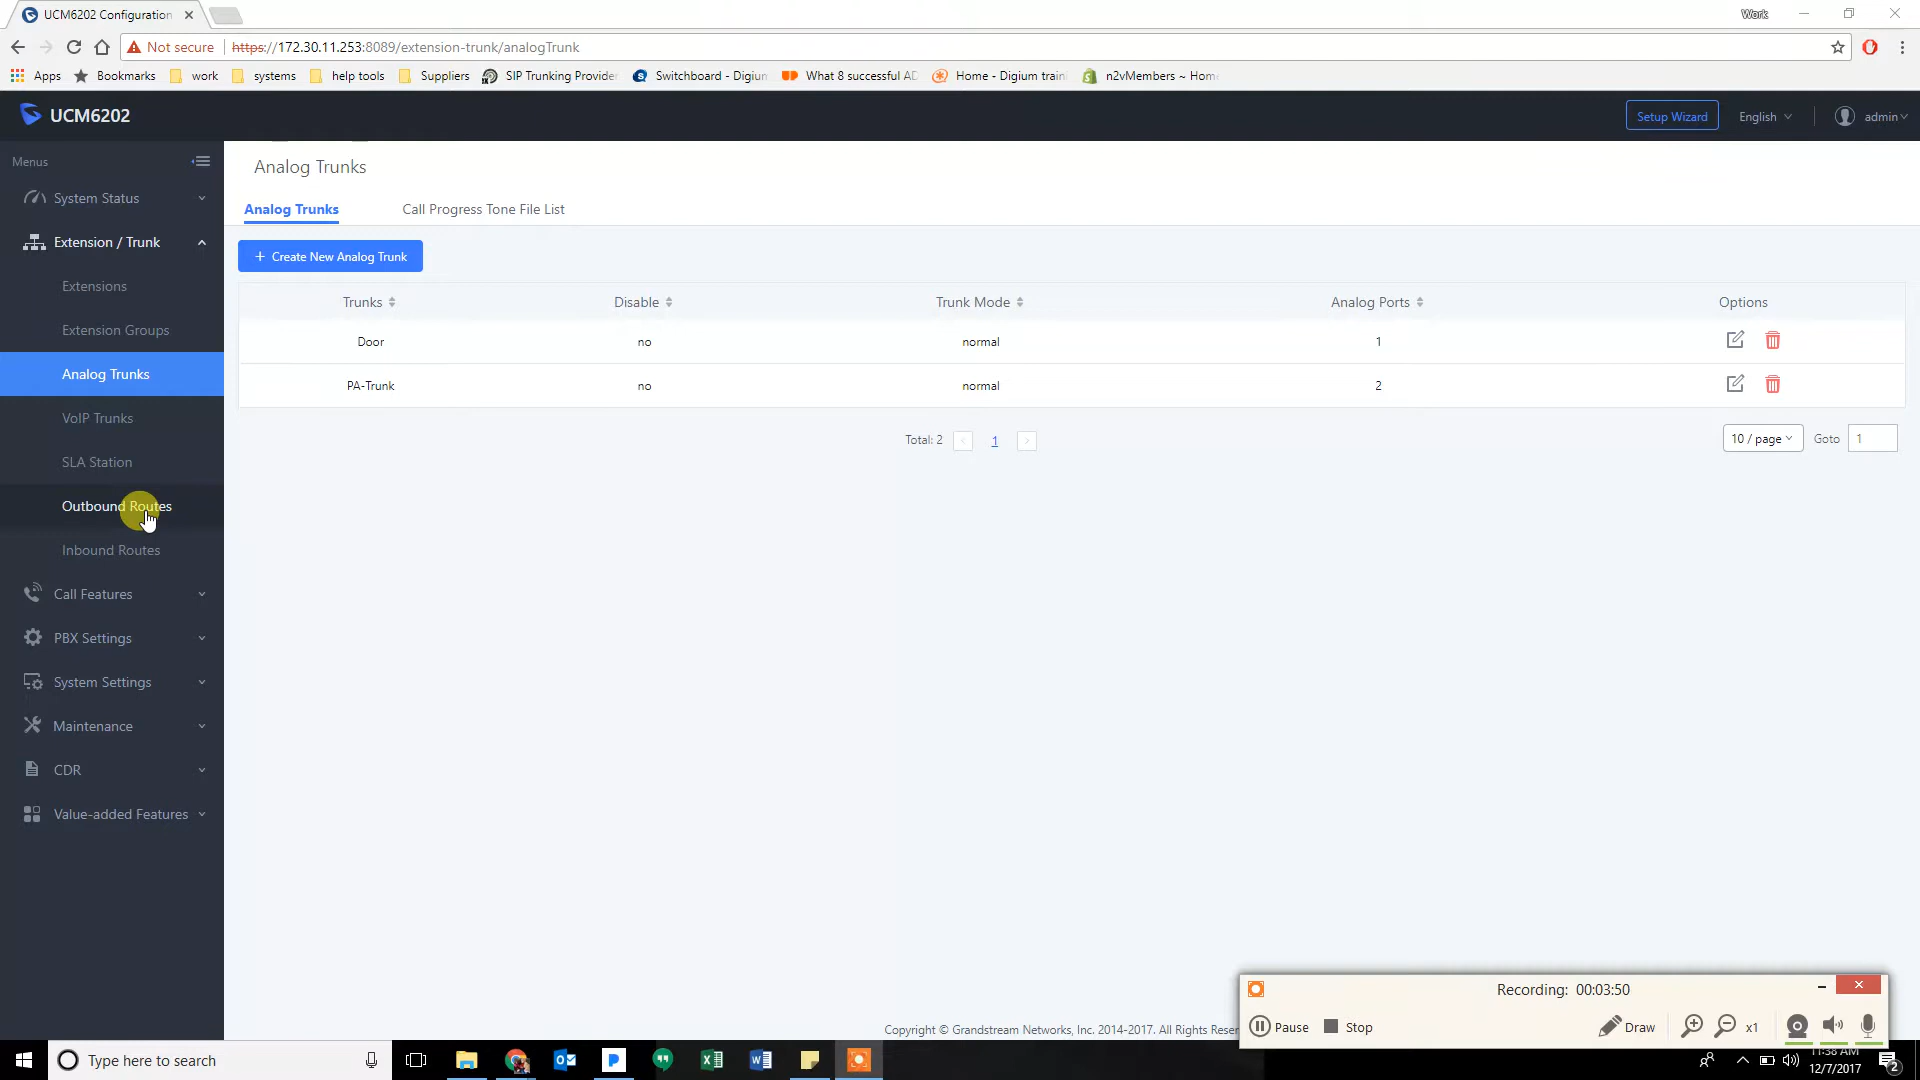 UCM6202 Configuration
Work
Not secure
https://172.30.11.253:8089/extension-trunk/analogTrunk
Apps
Bookmarks
work
systems
help tools
Suppliers
SIP Trunking Provider
Switchboard - Digium
What 8 successful AD
Home - Digium traini
n2vMembers ~ Home
UCM6202
Setup Wizard
English
admin
Menus
System Status
Extension / Trunk
Extensions
Extension Groups
Analog Trunks
VoIP Trunks
SLA Station
Outbound Routes
Inbound Routes
Call Features
PBX Settings
System Settings
Maintenance
CDR
Value-added Features
Analog Trunks
Analog Trunks Call Progress Tone File List
+ Create New Analog Trunk
Trunks Disable Trunk Mode Analog Ports Options
Door no normal 1
PA-Trunk no normal 2
Total: 2 < 1 > 10 / page Goto 1
Copyright © Grandstream Networks, Inc. 2014-2017. All Rights Reser
Recording: 00:03:50
Pause Stop Draw x1
Type here to search
11:38 AM
12/7/2017
2